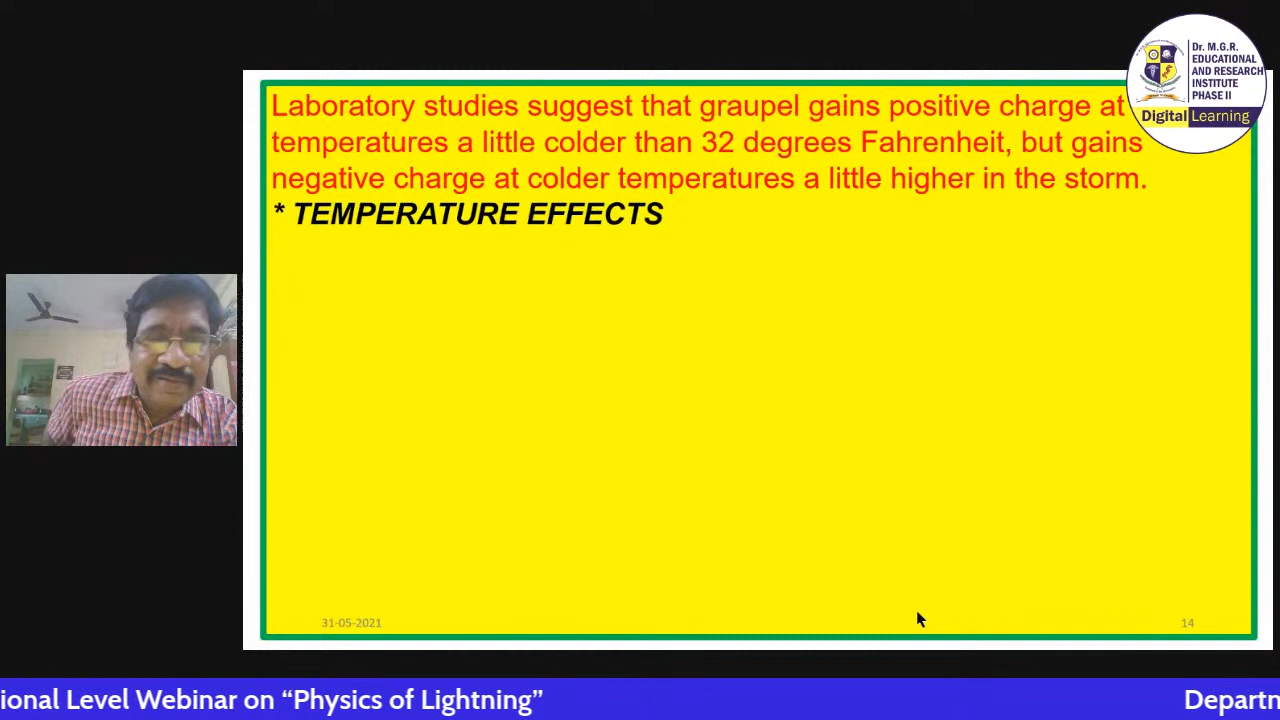 Dr. M.G.R.
EDUCATIONAL
AND RESEARCH
INSTITUTE
PHASE II
Digital Learning
Laboratory studies suggest that graupel gains positive charge at
temperatures a little colder than 32 degrees Fahrenheit, but gains
negative charge at colder temperatures a little higher in the storm.
* TEMPERATURE EFFECTS
31-05-2021
14
ional Level Webinar on “Physics of Lightning”
Departn